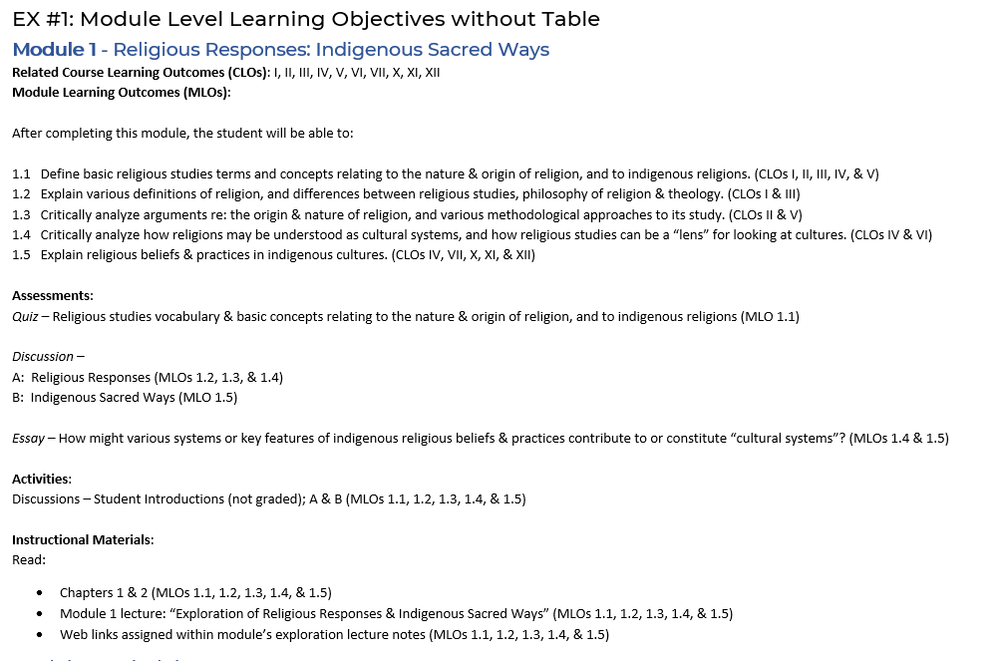 EX #1: Module Level Learning Objectives without Table
Module 1 - Religious Responses: Indigenous Sacred Ways
Related Course Learning Outcomes (CLOs): I, II, III, IV, V, VI, VII, X, XI, XII
Module Learning Outcomes (MLOs):
After completing this module, the student will be able to:
1.1 Define basic religious studies terms and concepts relating to the nature & origin of religion, and to indigenous religions. (CLOs I, II, III, IV, & V)
1.2 Explain various definitions of religion, and differences between religious studies, philosophy of religion & theology. (CLOs I & III)
1.3 Critically analyze arguments re: the origin & nature of religion, and various methodological approaches to its study. (CLOs II & V)
1.4 Critically analyze how religions may be understood as cultural systems, and how religious studies can be a “lens” for looking at cultures. (CLOs IV & VI)
1.5 Explain religious beliefs & practices in indigenous cultures. (CLOs IV, VII, X, XI, & XII)
Assessments:
Quiz – Religious studies vocabulary & basic concepts relating to the nature & origin of religion, and to indigenous religions (MLO 1.1)
Discussion –
A: Religious Responses (MLOs 1.2, 1.3, & 1.4)
B: Indigenous Sacred Ways (MLO 1.5)
Essay – How might various systems or key features of indigenous religious beliefs & practices contribute to or constitute “cultural systems”? (MLOs 1.4 & 1.5)
Activities:
Discussions – Student Introductions (not graded); A & B (MLOs 1.1, 1.2, 1.3, 1.4, & 1.5)
Instructional Materials:
Read:
• Chapters 1 & 2 (MLOs 1.1, 1.2, 1.3, 1.4, & 1.5)
• Module 1 lecture: “Exploration of Religious Responses & Indigenous Sacred Ways” (MLOs 1.1, 1.2, 1.3, 1.4, & 1.5)
• Web links assigned within module’s exploration lecture notes (MLOs 1.1, 1.2, 1.3, 1.4, & 1.5)